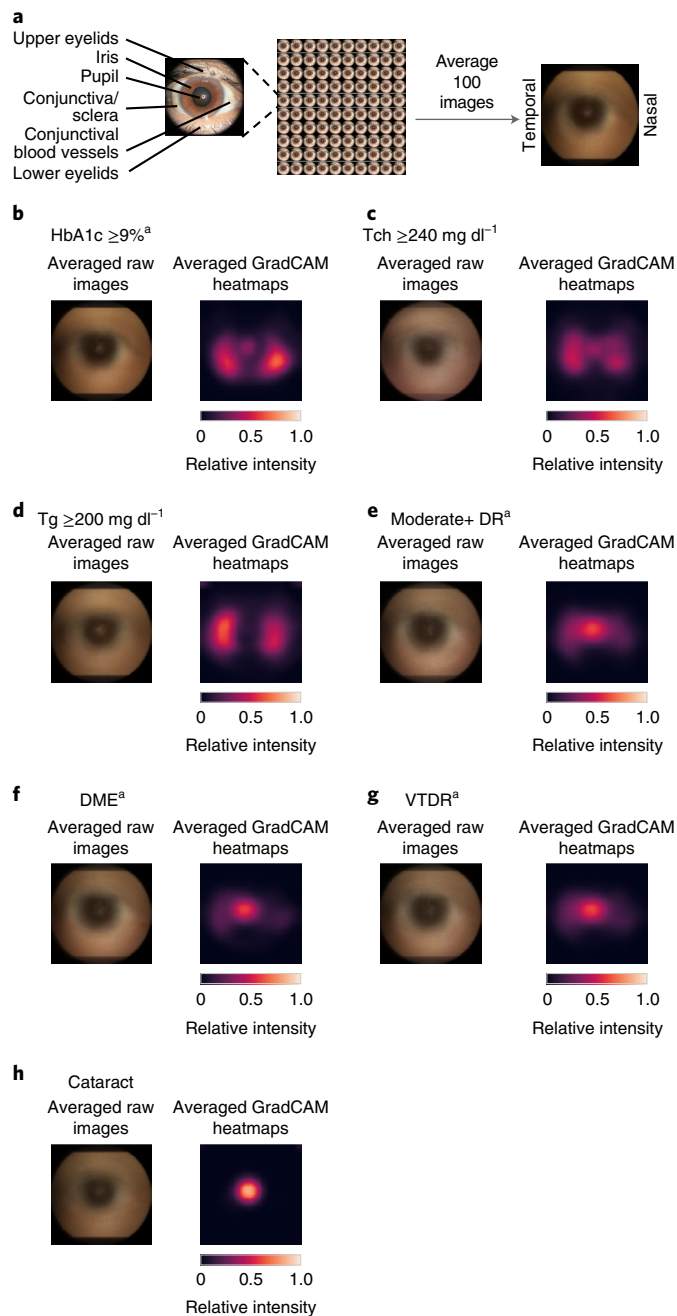 a
Upper eyelids
Iris
Pupil
Conjunctiva/
sclera
Conjunctival
blood vessels
Lower eyelids
Average
100
images
Temporal
Nasal
b
HbA1c ≥9%ᵃ
Averaged raw
images
Averaged GradCAM
heatmaps
0 0.5 1.0
Relative intensity
c
Tch ≥240 mg dl⁻¹
Averaged raw
images
Averaged GradCAM
heatmaps
0 0.5 1.0
Relative intensity
d
Tg ≥200 mg dl⁻¹
Averaged raw
images
Averaged GradCAM
heatmaps
0 0.5 1.0
Relative intensity
e
Moderate+ DRᵃ
Averaged raw
images
Averaged GradCAM
heatmaps
0 0.5 1.0
Relative intensity
f
DMEᵃ
Averaged raw
images
Averaged GradCAM
heatmaps
0 0.5 1.0
Relative intensity
g
VTDRᵃ
Averaged raw
images
Averaged GradCAM
heatmaps
0 0.5 1.0
Relative intensity
h
Cataract
Averaged raw
images
Averaged GradCAM
heatmaps
0 0.5 1.0
Relative intensity